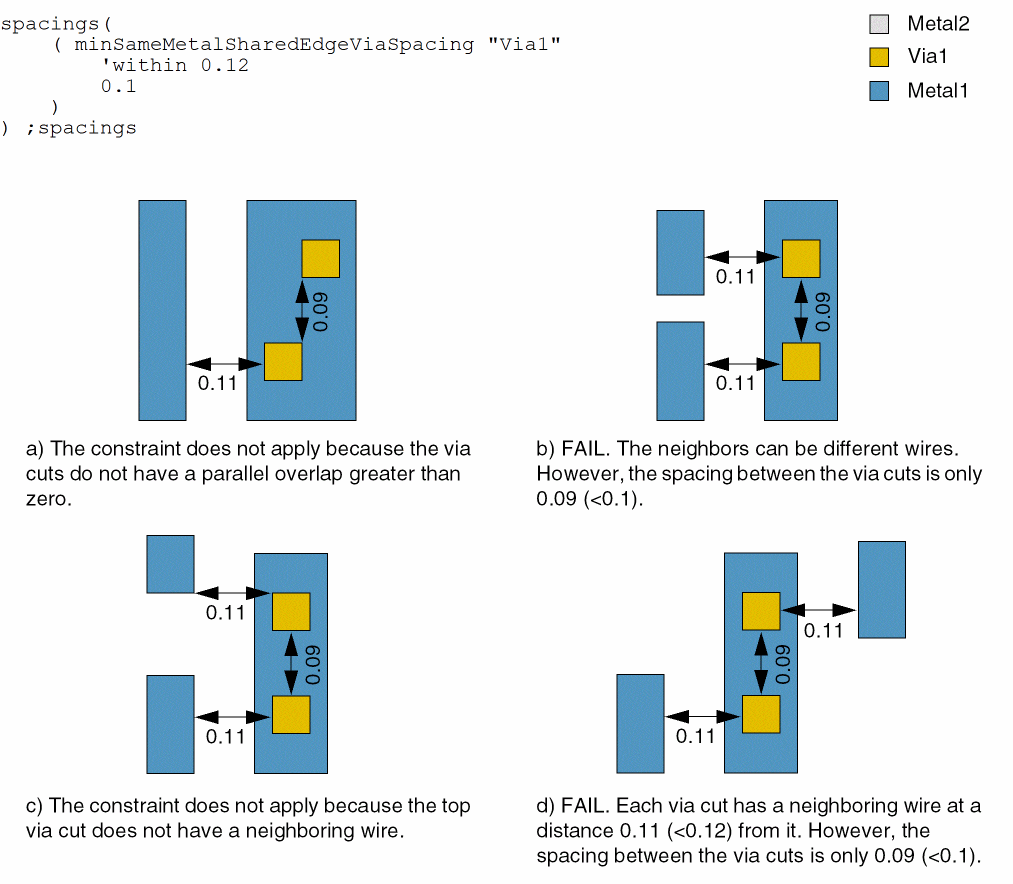 spacings(
( minSameMetalSharedEdgeViaSpacing "Via1"
'within 0.12
0.1
)
) ;spacings
Metal2
Via1
Metal1
0.09
0.11
0.11
0.09
0.11
a) The constraint does not apply because the via
cuts do not have a parallel overlap greater than
zero.
b) FAIL. The neighbors can be different wires.
However, the spacing between the via cuts is only
0.09 (<0.1).
0.11
0.09
0.11
0.11
0.09
0.11
c) The constraint does not apply because the top
via cut does not have a neighboring wire.
d) FAIL. Each via cut has a neighboring wire at a
distance 0.11 (<0.12) from it. However, the
spacing between the via cuts is only 0.09 (<0.1).